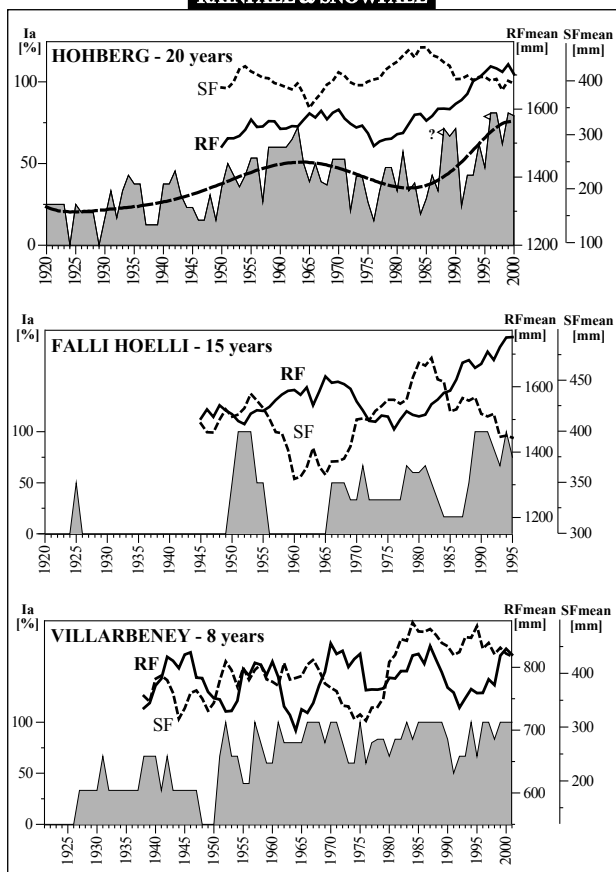 RAINFALL & SNOWFALL
Ia
[%]
HOHBERG - 20 years
RFmean
[mm]
SFmean
[mm]
SF
RF
?
100
50
0
1600
1400
1200
400
300
200
100
1920 1925 1930 1935 1940 1945 1950 1955 1960 1965 1970 1975 1980 1985 1990 1995 2000
Ia
[%]
FALLI HOELLI - 15 years
RFmean
[mm]
SFmean
[mm]
RF
SF
100
50
0
1600
1400
1200
450
400
350
300
1920 1925 1930 1935 1940 1945 1950 1955 1960 1965 1970 1975 1980 1985 1990 1995
Ia
[%]
VILLARBENEY - 8 years
RFmean
[mm]
SFmean
[mm]
RF
SF
100
50
0
800
700
600
400
300
200
1925 1930 1935 1940 1945 1950 1955 1960 1965 1970 1975 1980 1985 1990 1995 2000